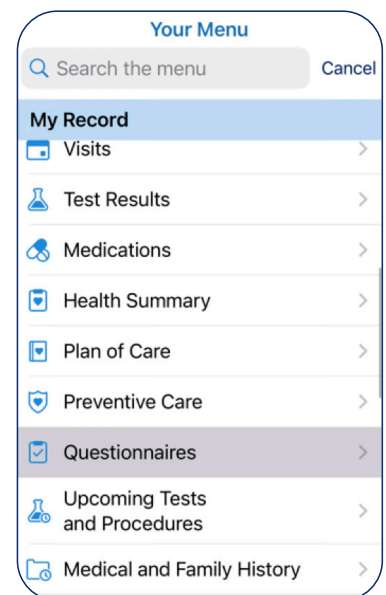 Your Menu
Search the menu Cancel
My Record
Visits
Test Results
Medications
Health Summary
Plan of Care
Preventive Care
Questionnaires
Upcoming Tests
and Procedures
Medical and Family History